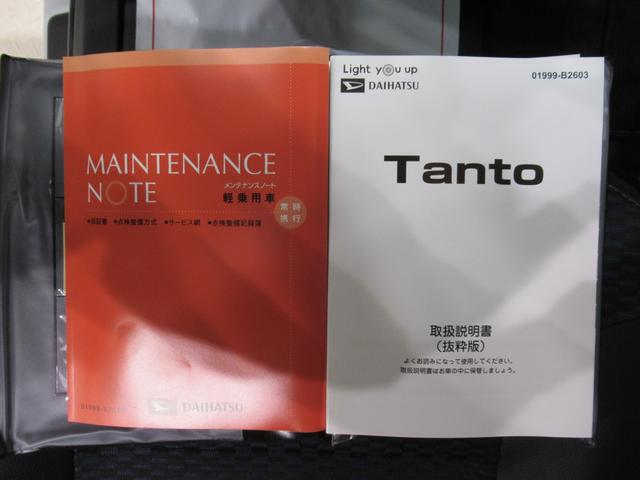 MAINTENANCE
NOTE
メンテナンスノート
軽乗用車
常時
携行
●保証書 ●点検整備方式 ●サービス網 ●点検整備記録簿
DAIHATSU
Light you up
DAIHATSU
01999-B2603
Tanto
取扱説明書
(抜粋版)
よくお読みになって使用してください。
取扱説明書はお車の中に保管しましょう。